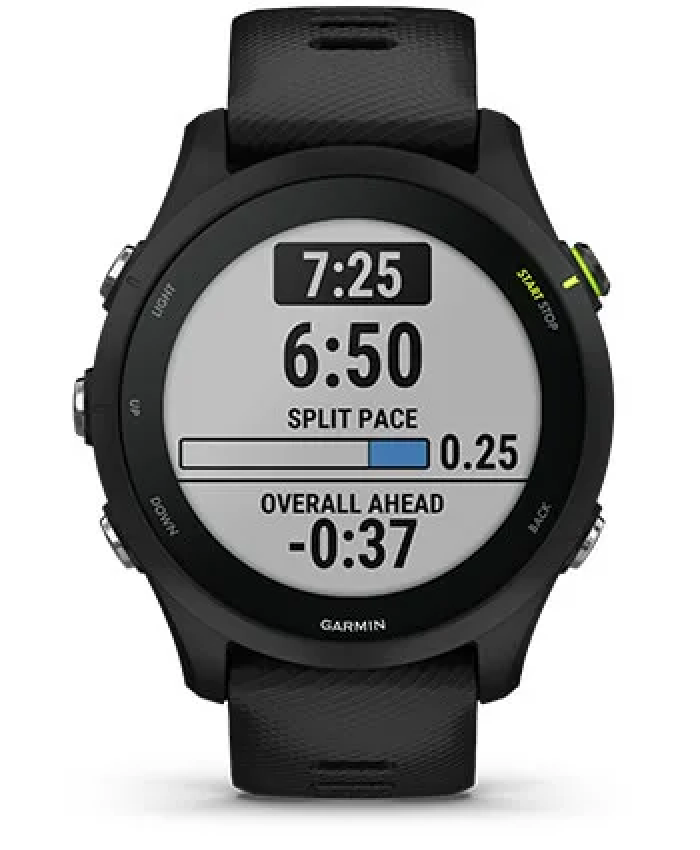 7:25
START STOP
LIGHT
6:50
UP
SPLIT PACE
0.25
OVERALL AHEAD
DOWN
BACK
-0:37
GARMIN